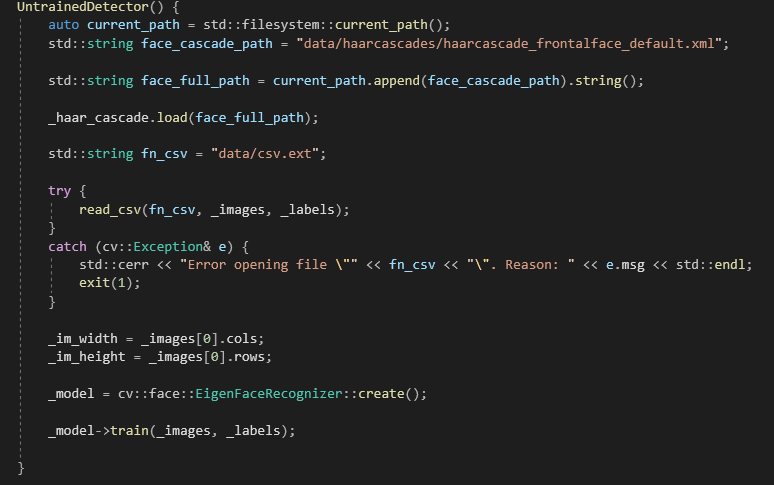 UntrainedDetector() {
auto current_path = std::filesystem::current_path();
std::string face_cascade_path = "data/haarcascades/haarcascade_frontalface_default.xml";
std::string face_full_path = current_path.append(face_cascade_path).string();
_haar_cascade.load(face_full_path);
std::string fn_csv = "data/csv.ext";
try {
read_csv(fn_csv, _images, _labels);
}
catch (cv::Exception& e) {
std::cerr << "Error opening file \"" << fn_csv << "\". Reason: " << e.msg << std::endl;
exit(1);
}
_im_width = _images[0].cols;
_im_height = _images[0].rows;
_model = cv::face::EigenFaceRecognizer::create();
_model->train(_images, _labels);
}